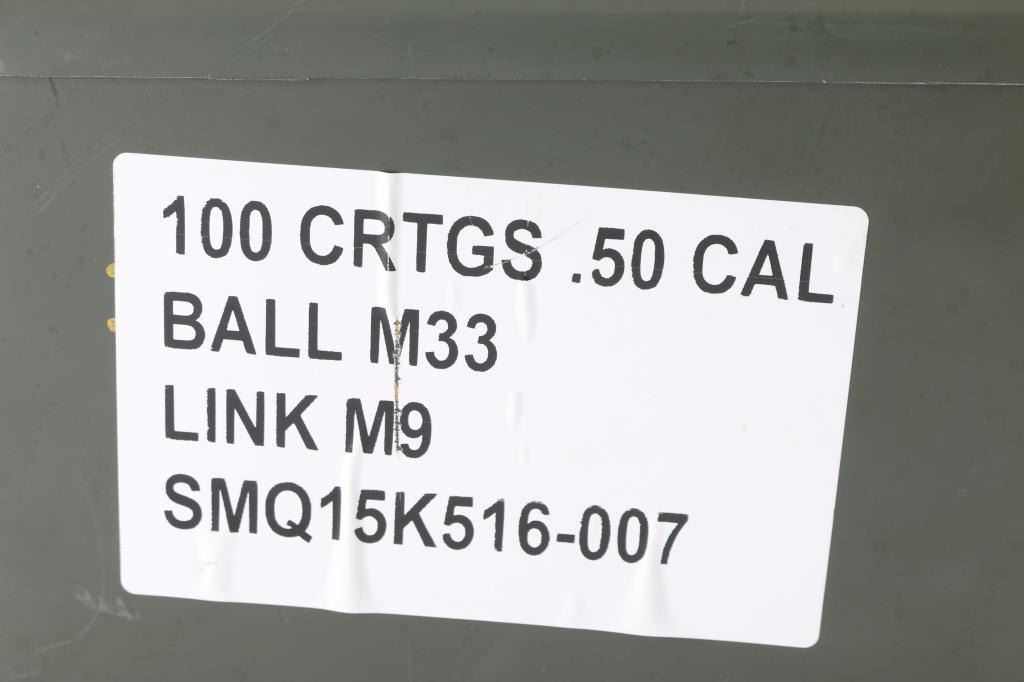 100 CRTGS .50 CAL
BALL M33
LINK M9
SMQ15K516-007